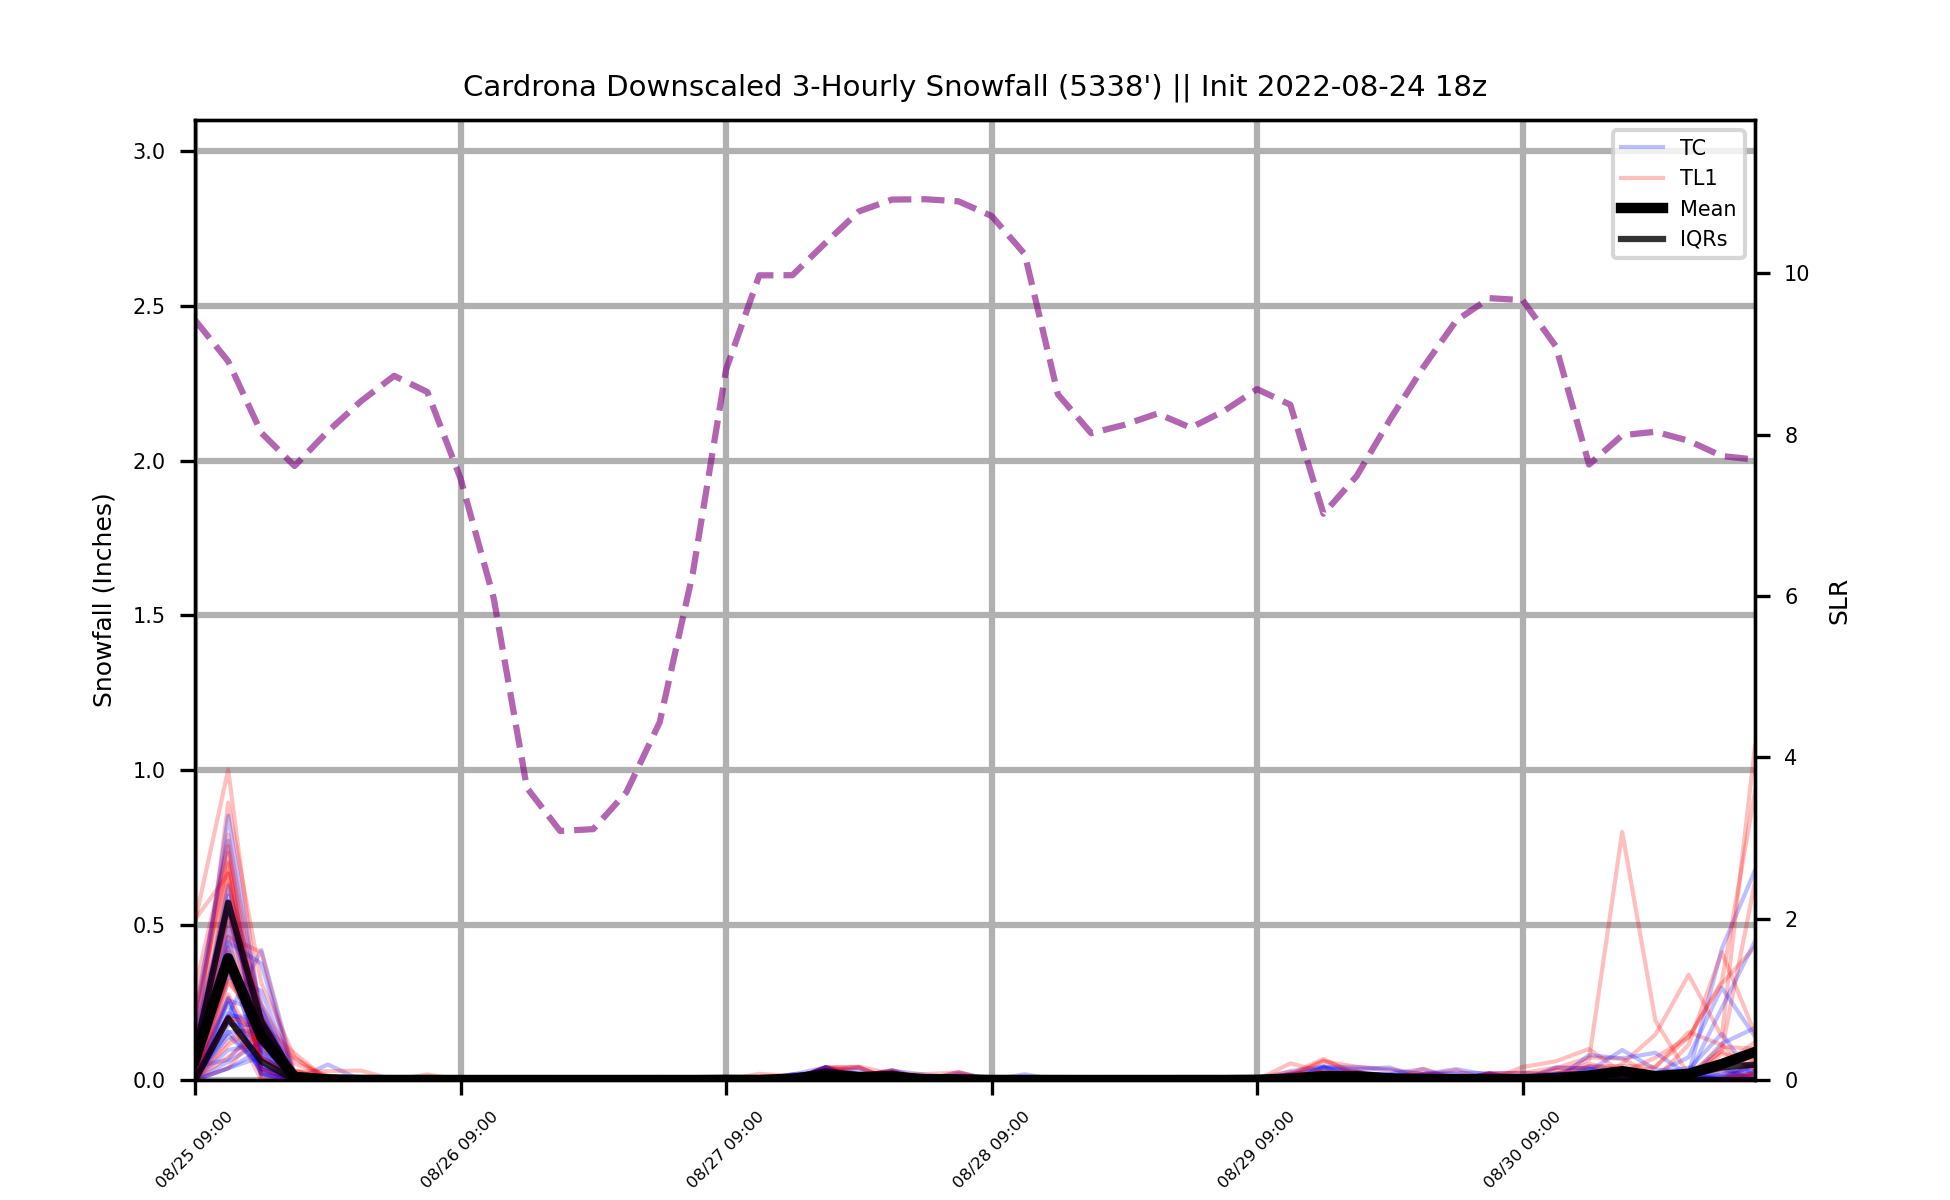 Cardrona Downscaled 3-Hourly Snowfall (5338') || Init 2022-08-24 18z
TC
TL1
Mean
IQRs
Snowfall (Inches)
3.0
2.5
2.0
1.5
1.0
0.5
0.0
SLR
10
8
6
4
2
0
08/25 09:00
08/26 09:00
08/27 09:00
08/28 09:00
08/29 09:00
08/30 09:00